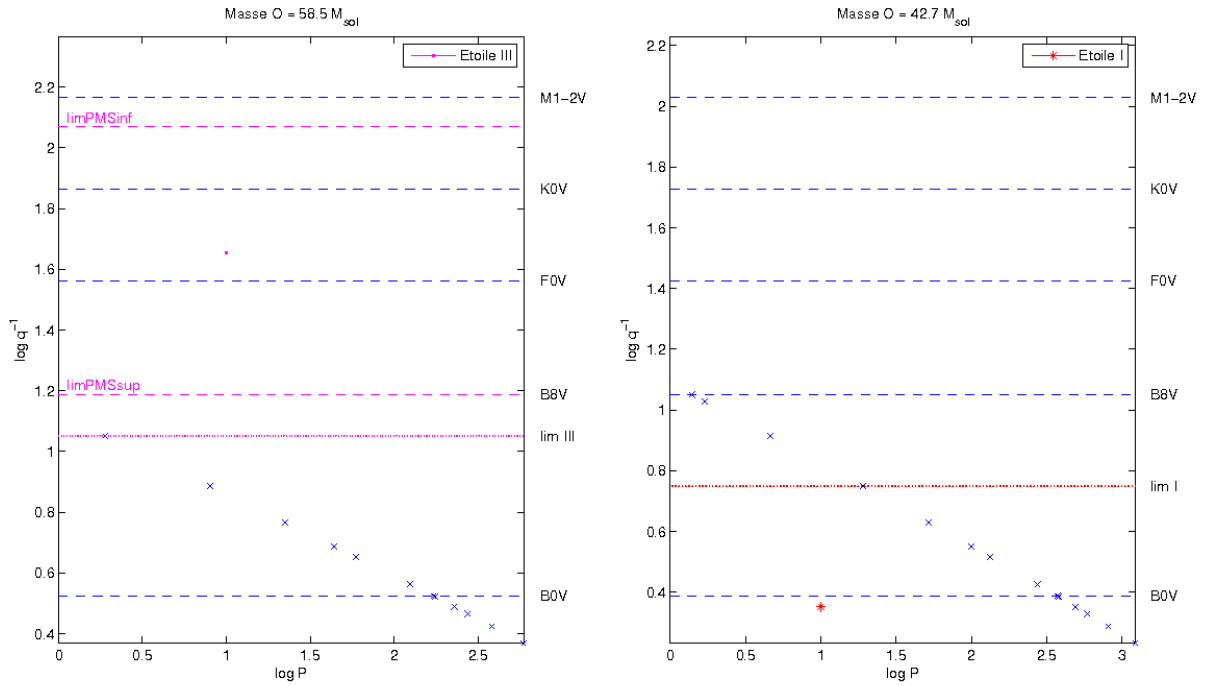 Masse O = 58.5 M_sol
Etoile III
2.2
2
1.8
1.6
1.4
1.2
1
0.8
0.6
0.4
log q⁻¹
limPMSinf
limPMSsup
M1-2V
K0V
F0V
B8V
lim III
B0V
0
0.5
1
1.5
2
2.5
log P
Masse O = 42.7 M_sol
Etoile I
2.2
2
1.8
1.6
1.4
1.2
1
0.8
0.6
0.4
log q⁻¹
M1-2V
K0V
F0V
B8V
lim I
B0V
0
0.5
1
1.5
2
2.5
3
log P